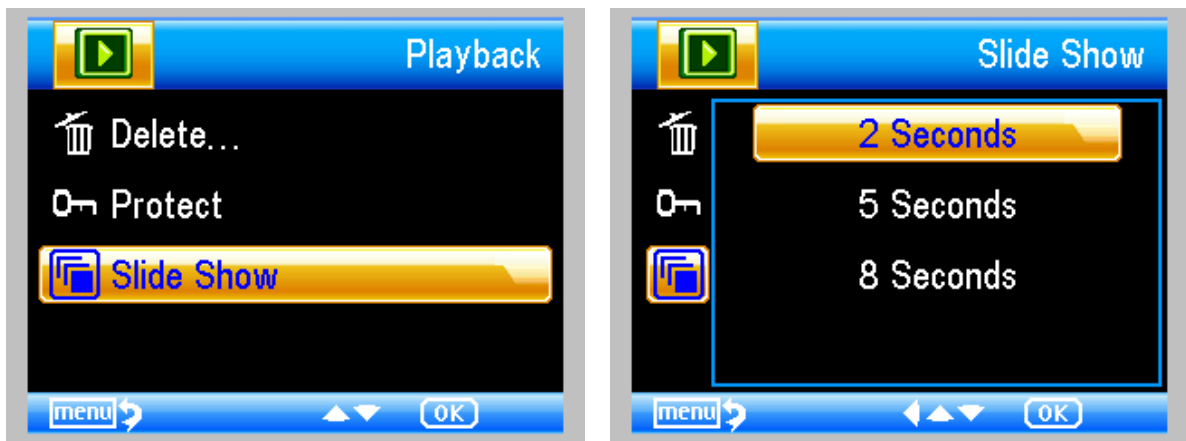 Playback
Delete...
Protect
Slide Show
menu OK
Slide Show
2 Seconds
5 Seconds
8 Seconds
menu OK